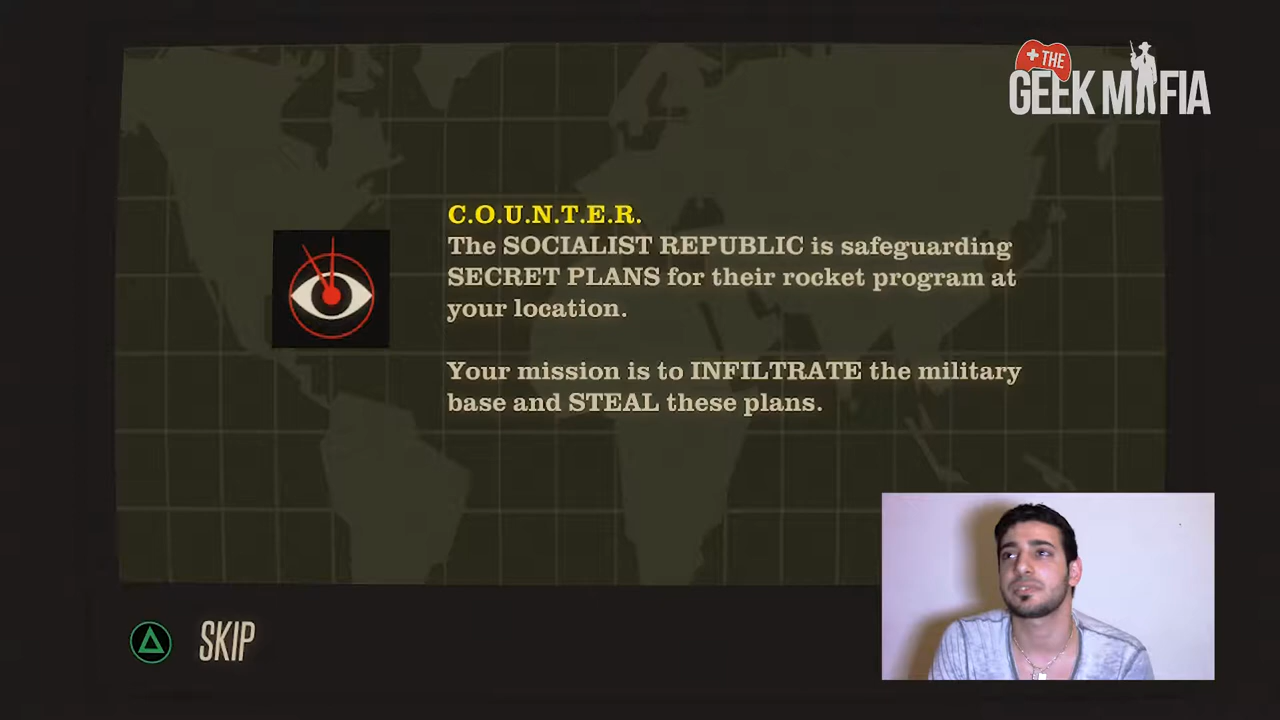 THE
GEEK MAFIA
C.O.U.N.T.E.R.
The SOCIALIST REPUBLIC is safeguarding
SECRET PLANS for their rocket program at
your location.
Your mission is to INFILTRATE the military
base and STEAL these plans.
SKIP